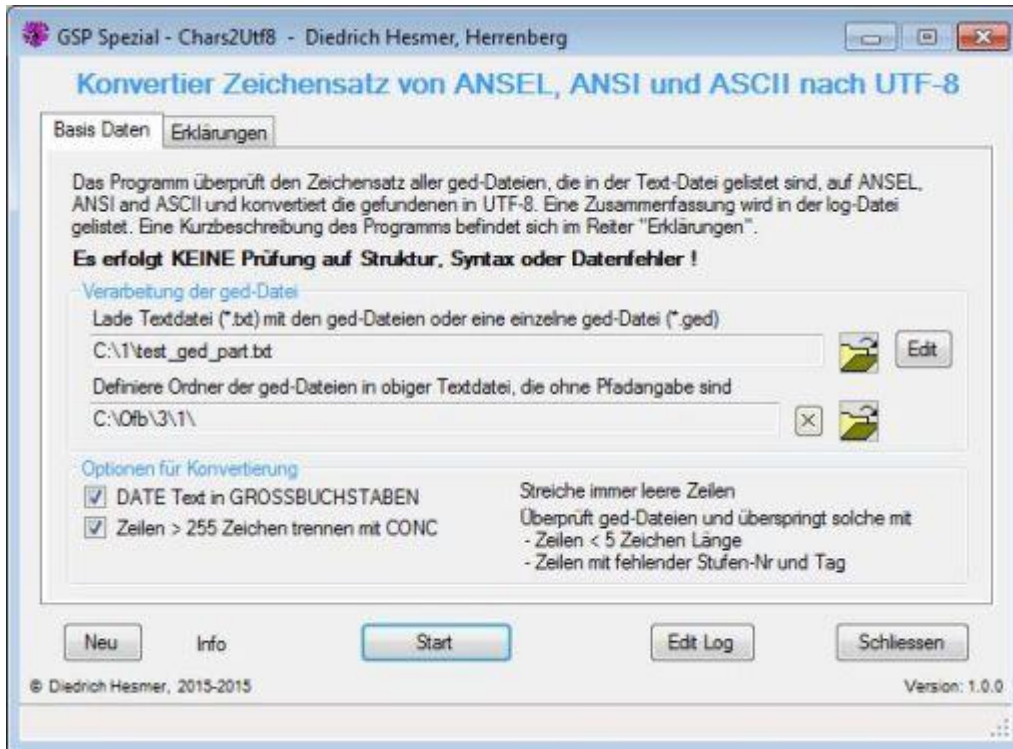 GSP Spezial - Chars2Utf8 - Diedrich Hesmer, Herrenberg
Konvertier Zeichensatz von ANSEL, ANSI und ASCII nach UTF-8
Basis Daten Erklärungen
Das Programm überprüft den Zeichensatz aller ged-Dateien, die in der Text-Datei gelistet sind, auf ANSEL,
ANSI and ASCII und konvertiert die gefundenen in UTF-8. Eine Zusammenfassung wird in der log-Datei
gelistet. Eine Kurzbeschreibung des Programms befindet sich im Reiter "Erklärungen".
Es erfolgt KEINE Prüfung auf Struktur, Syntax oder Datenfehler !
Verarbeitung der ged-Datei
Lade Textdatei (*.txt) mit den ged-Dateien oder eine einzelne ged-Datei (*.ged)
C:\1\test_ged_part.txt Edit
Definiere Ordner der ged-Dateien in obiger Textdatei, die ohne Pfadangabe sind
C:\Ofb\3\1\
Optionen für Konvertierung
DATE Text in GROSSBUCHSTABEN
Zeilen > 255 Zeichen trennen mit CONC
Streiche immer leere Zeilen
Überprüft ged-Dateien und überspringt solche mit
- Zeilen < 5 Zeichen Länge
- Zeilen mit fehlender Stufen-Nr und Tag
Neu Info Start Edit Log Schliessen
© Diedrich Hesmer, 2015-2015 Version: 1.0.0